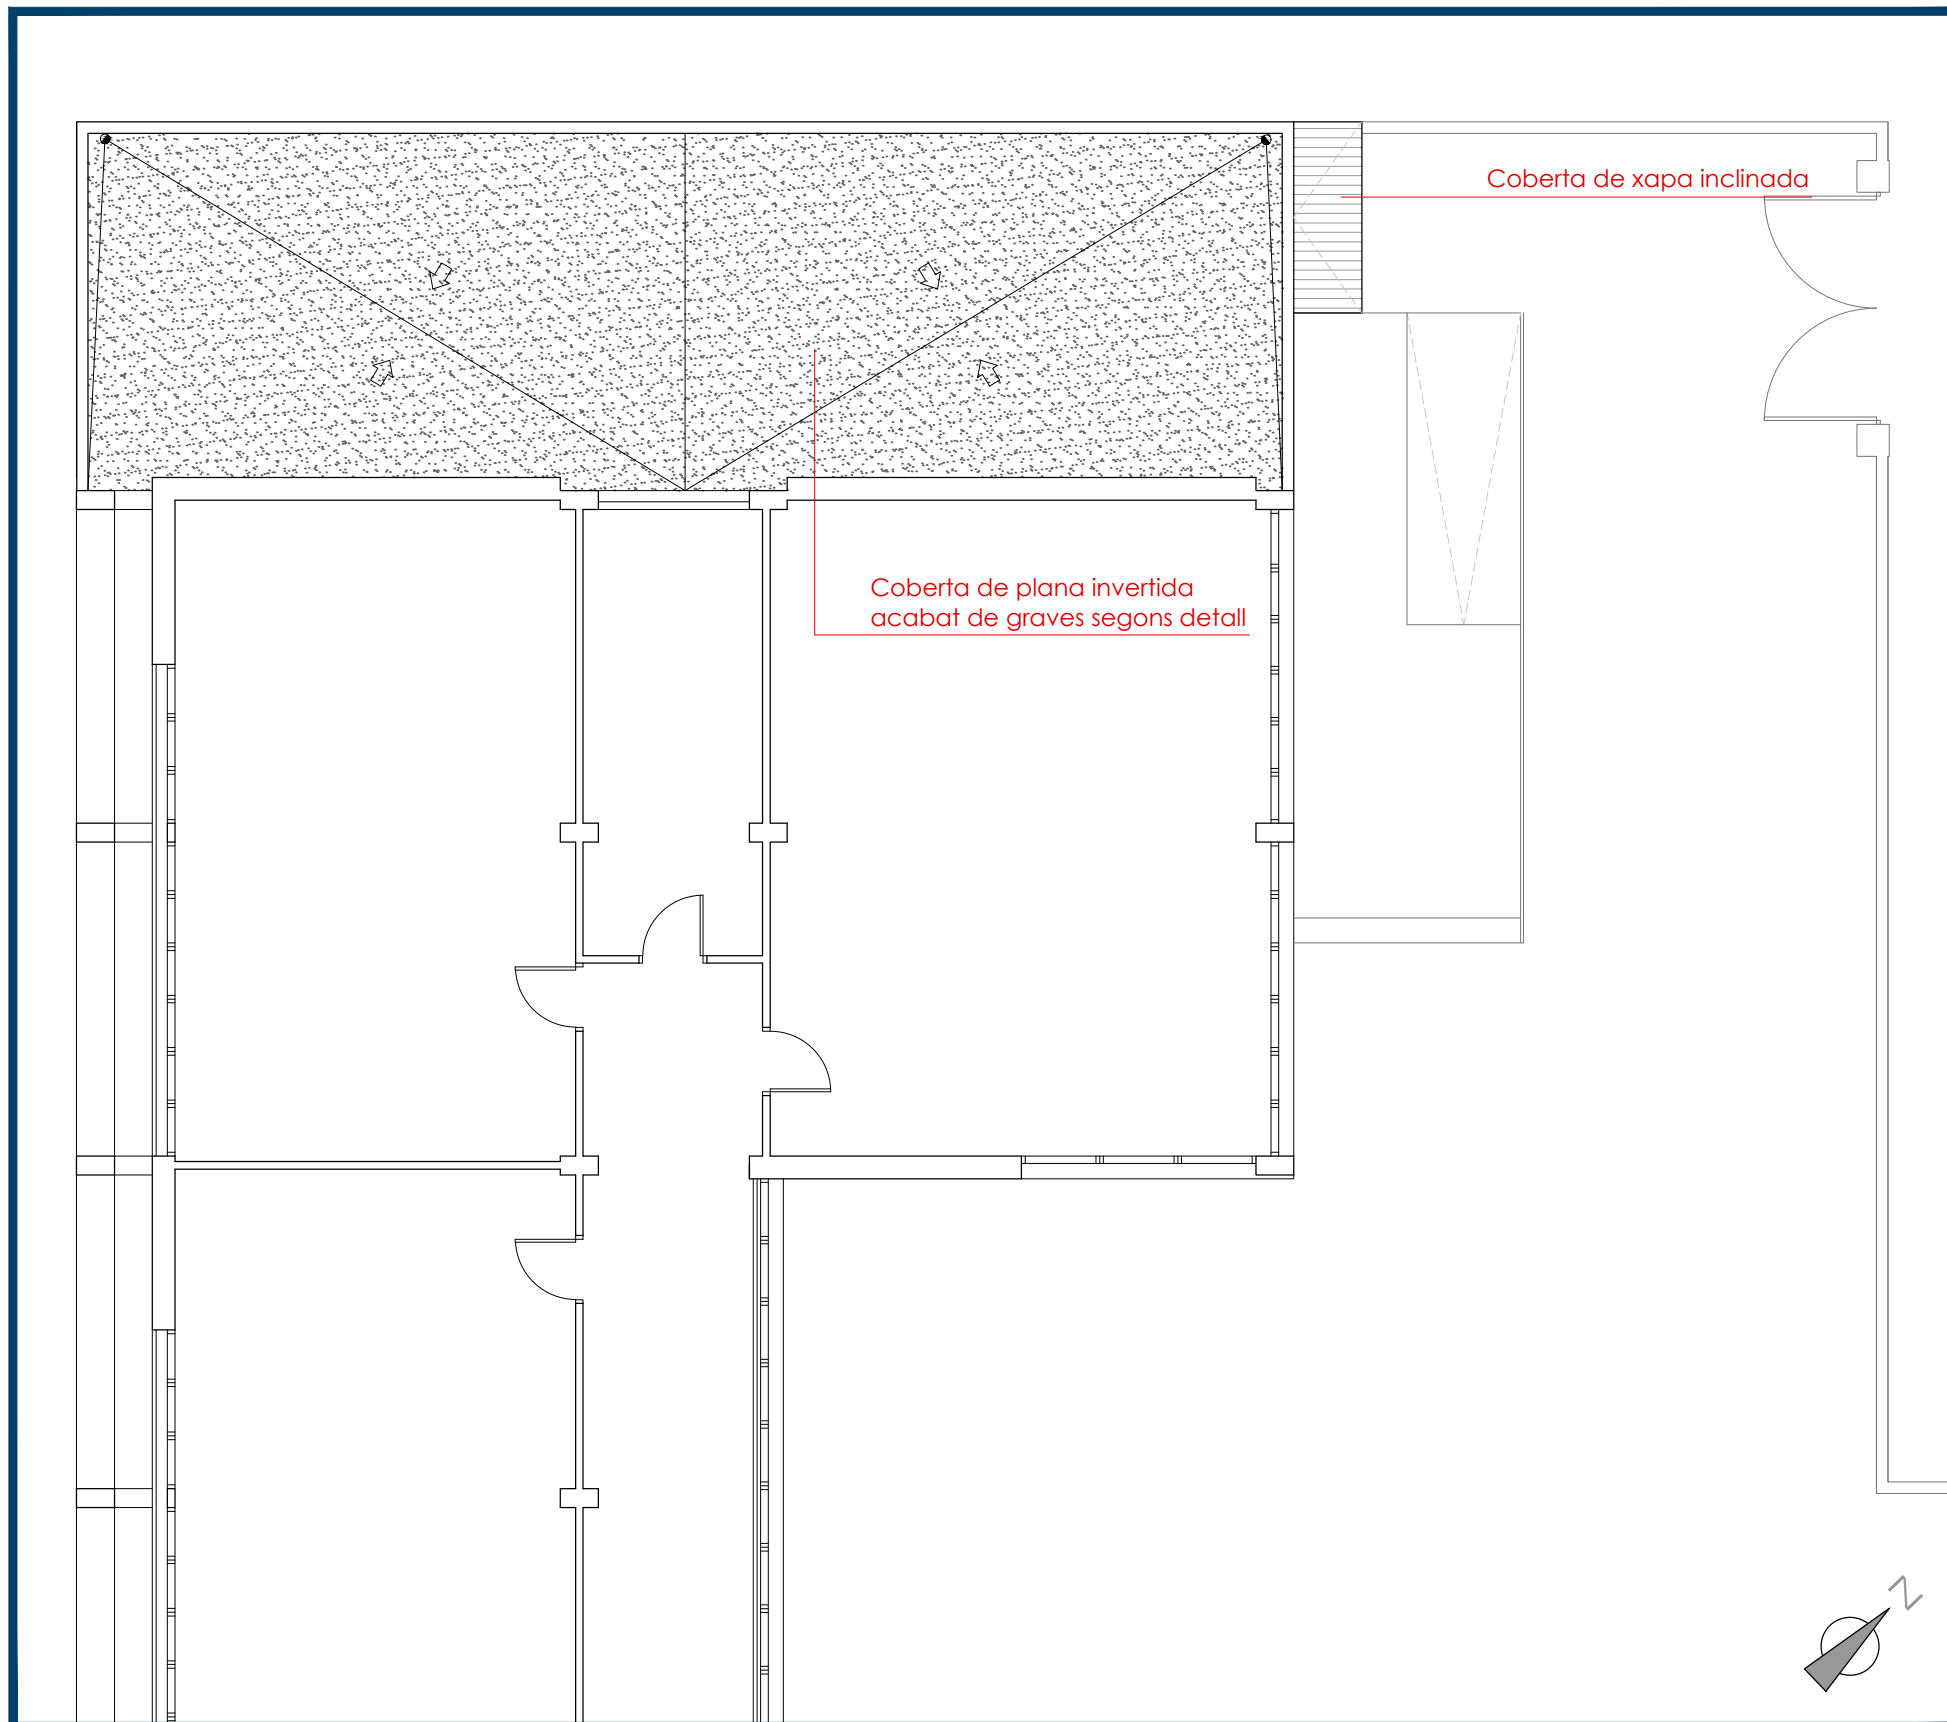 Coberta de xapa inclinada
Coberta de plana invertida
acabat de graves segons detall
N